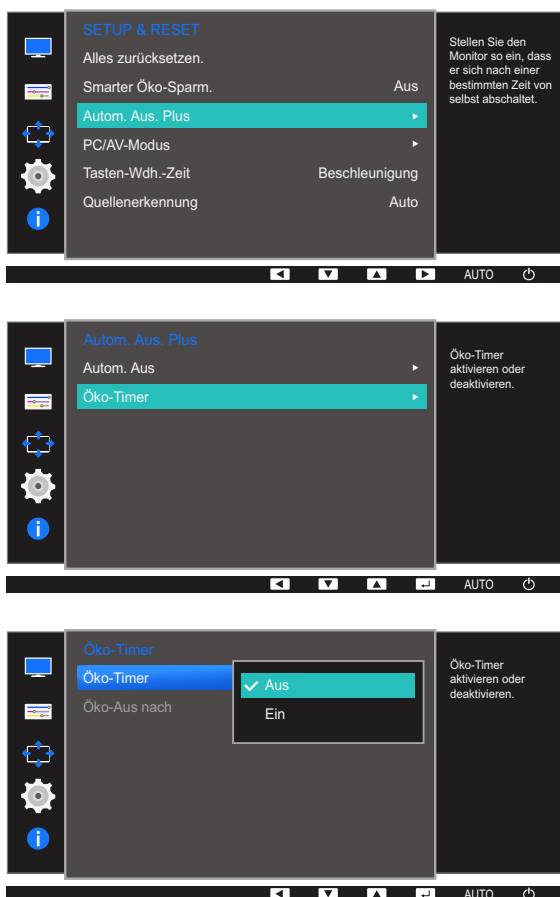 SETUP & RESET
Alles zurücksetzen.
Smarter Öko-Sparm. Aus
Autom. Aus. Plus
PC/AV-Modus
Tasten-Wdh.-Zeit Beschleunigung
Quellenerkennung Auto
Stellen Sie den
Monitor so ein, dass
er sich nach einer
bestimmten Zeit von
selbst abschaltet.
AUTO
Autom. Aus. Plus
Autom. Aus
Öko-Timer
Öko-Timer
aktivieren oder
deaktivieren.
AUTO
Öko-Timer
Öko-Timer
Öko-Aus nach
Aus
Ein
Öko-Timer
aktivieren oder
deaktivieren.
AUTO